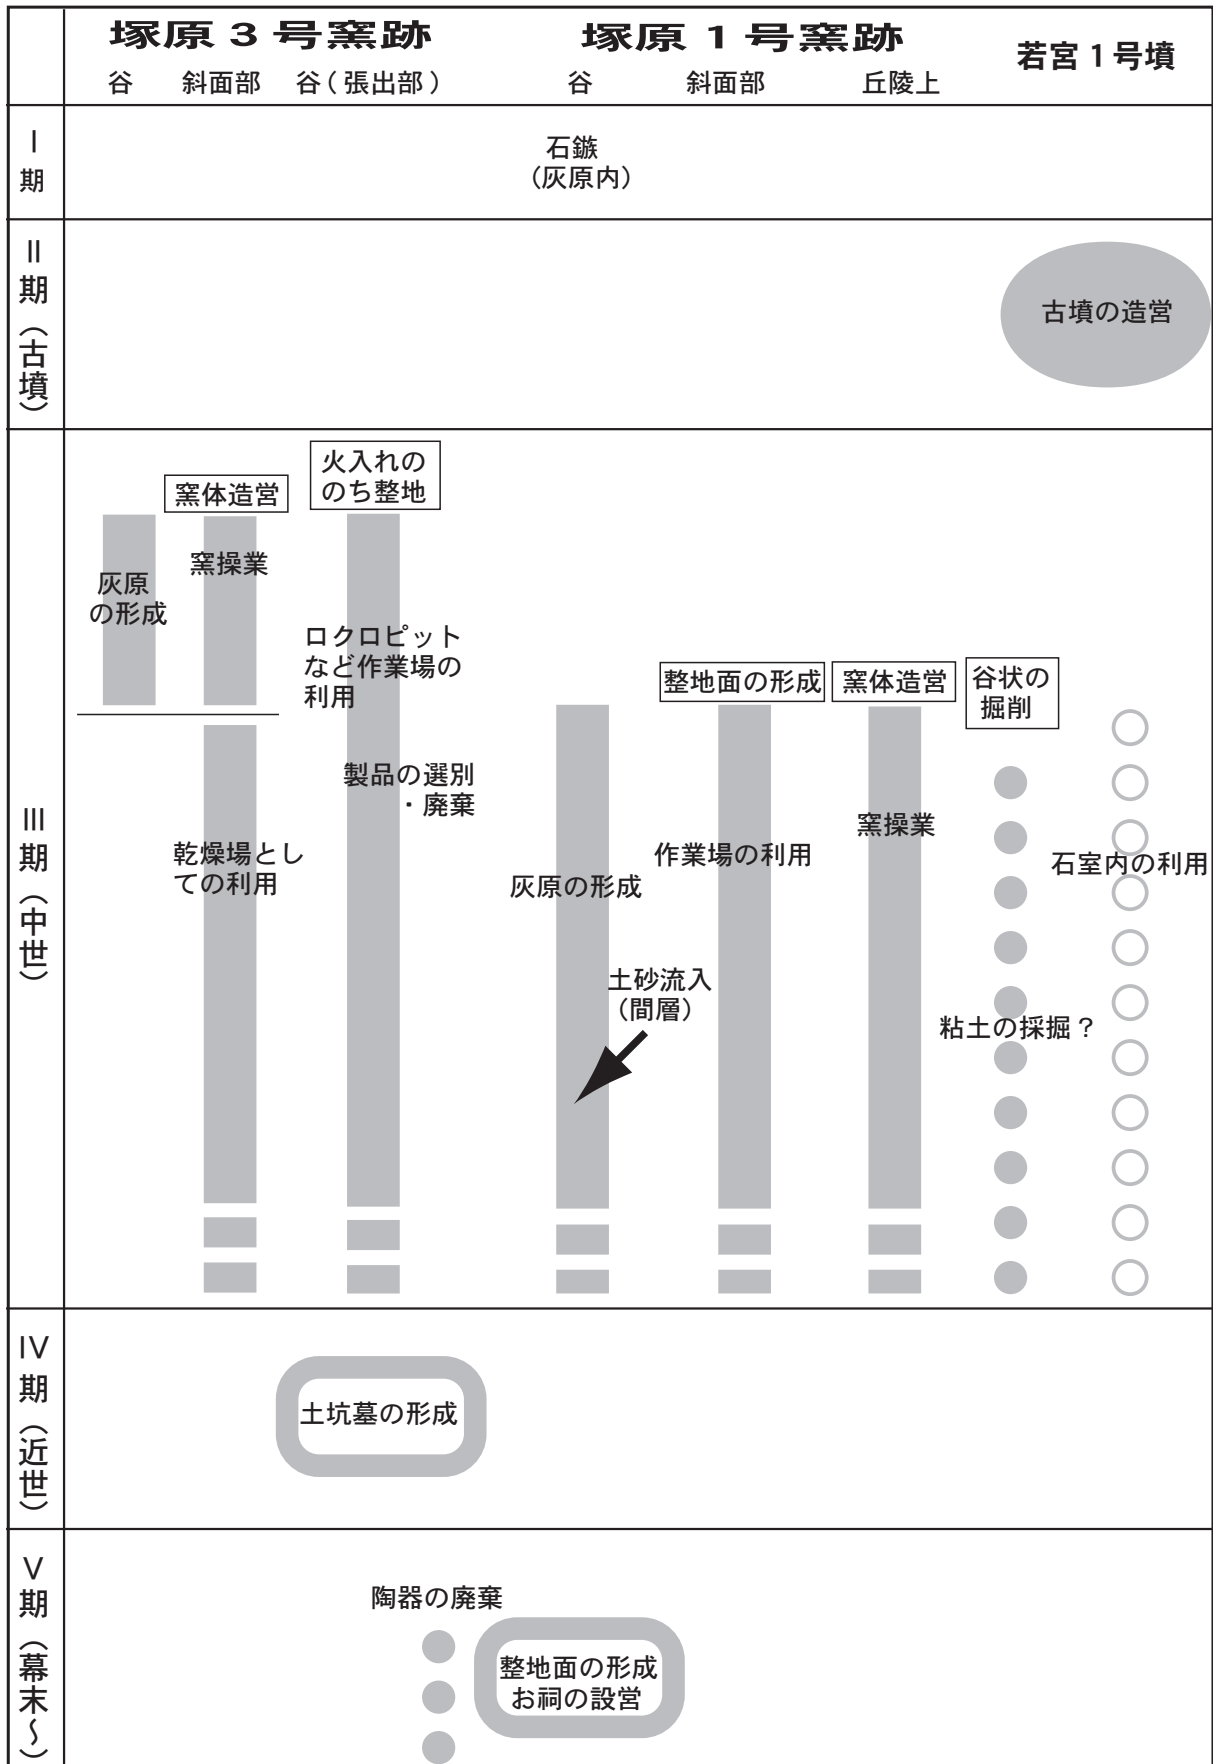 塚原３号窯跡
塚原１号窯跡
若宮１号墳
谷
斜面部
谷（張出部）
谷
斜面部
丘陵上
Ⅰ期
石鏃
（灰原内）
Ⅱ期（古墳）
古墳の造営
Ⅲ期（中世）
窯体造営
火入れの
のち整地
灰原
の形成
窯操業
ロクロピット
など作業場の
利用
製品の選別
・廃棄
乾燥場とし
ての利用
整地面の形成
窯体造営
谷状の
掘削
灰原の形成
作業場の利用
窯操業
石室内の利用
土砂流入
（間層）
粘土の採掘？
Ⅳ期（近世）
土坑墓の形成
Ⅴ期（幕末～）
陶器の廃棄
整地面の形成
お祠の設営